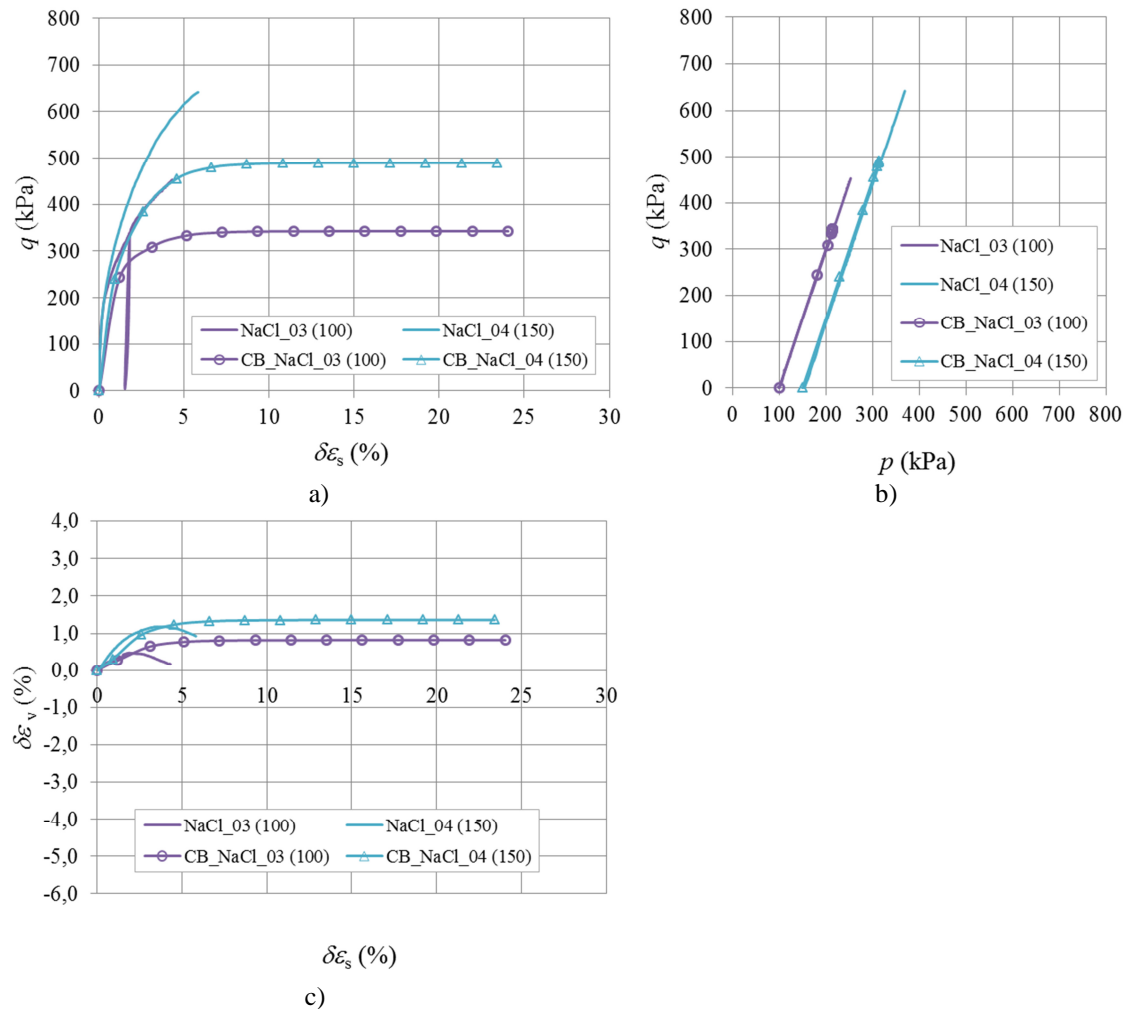 800
700
600
500
400
300
200
100
0
q (kPa)
0 5 10 15 20 25 30
δεs (%)
NaCl_03 (100) NaCl_04 (150)
CB_NaCl_03 (100) CB_NaCl_04 (150)
a)
800
700
600
500
400
300
200
100
0
q (kPa)
0 100 200 300 400 500 600 700 800
p (kPa)
NaCl_03 (100)
NaCl_04 (150)
CB_NaCl_03 (100)
CB_NaCl_04 (150)
b)
4,0
3,0
2,0
1,0
0,0
-1,0
-2,0
-3,0
-4,0
-5,0
-6,0
δε v (%)
0 5 10 15 20 25 30
NaCl_03 (100) NaCl_04 (150)
CB_NaCl_03 (100) CB_NaCl_04 (150)
δεs (%)
c)